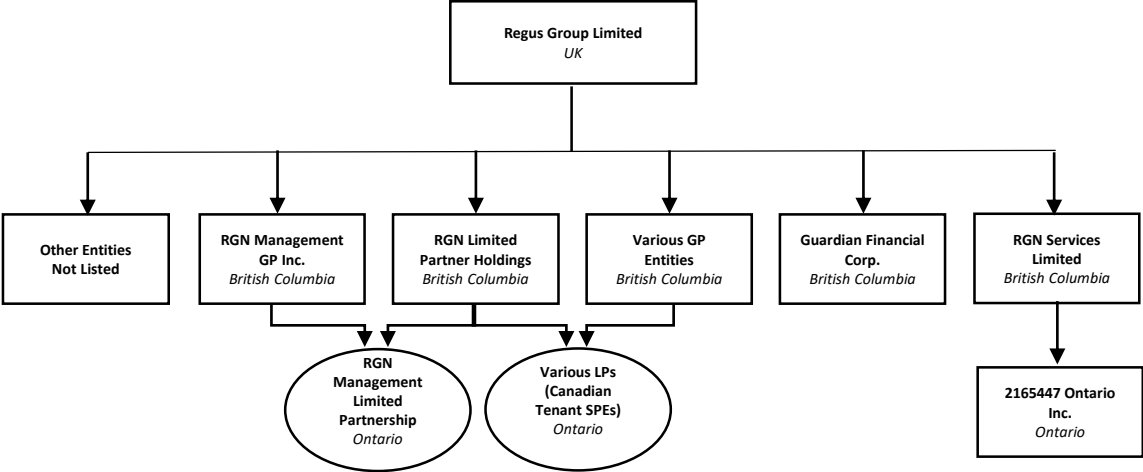 Regus Group Limited
UK
Other Entities
Not Listed
RGN Management
GP Inc.
British Columbia
RGN Limited
Partner Holdings
British Columbia
Various GP
Entities
British Columbia
Guardian Financial
Corp.
British Columbia
RGN Services
Limited
British Columbia
RGN
Management
Limited
Partnership
Ontario
Various LPs
(Canadian
Tenant SPEs)
Ontario
2165447 Ontario
Inc.
Ontario